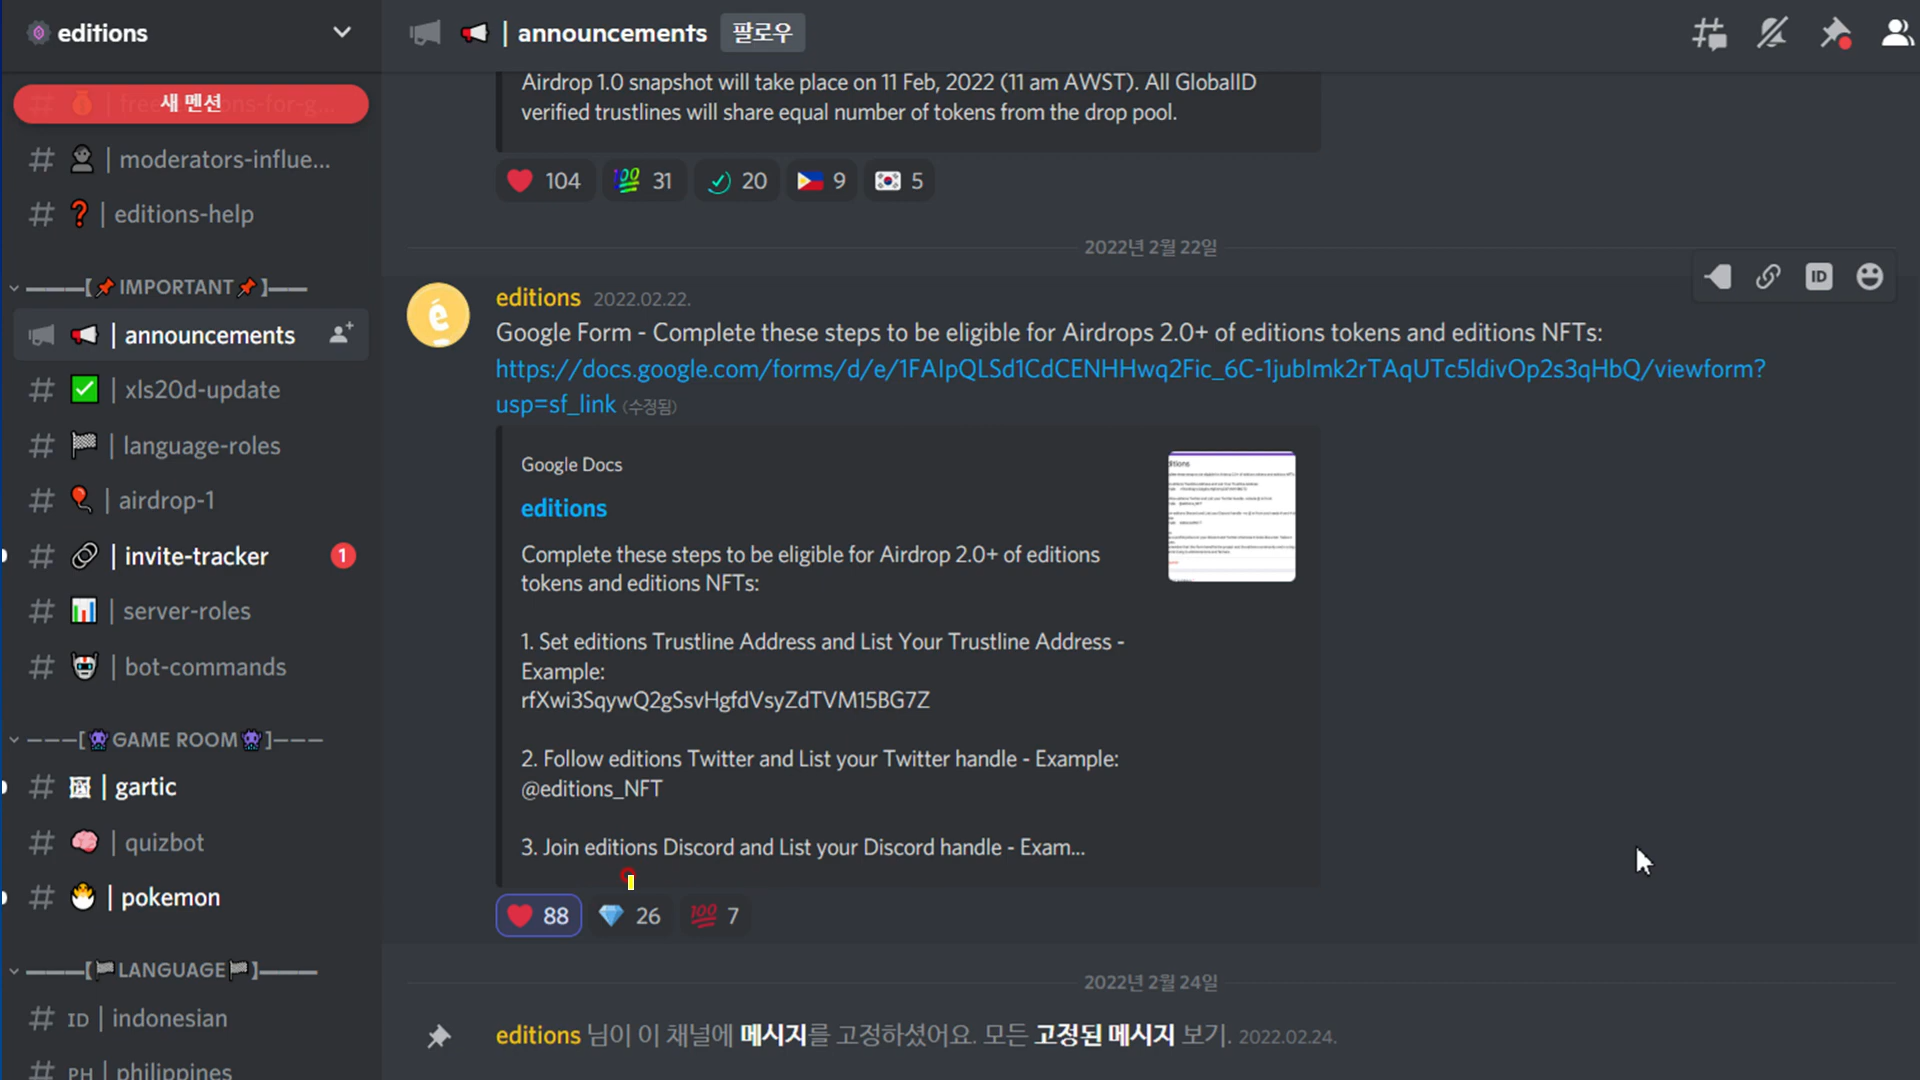 editions
새 멘션
| moderators-influe...
| editions-help
IMPORTANT
| announcements
| xls20d-update
| language-roles
| airdrop-1
| invite-tracker
1
| server-roles
| bot-commands
GAME ROOM
| gartic
| quizbot
| pokemon
LANGUAGE
ID | indonesian
PH | philippines
| announcements
팔로우
Airdrop 1.0 snapshot will take place on 11 Feb, 2022 (11 am AWST). All GlobalID
verified trustlines will share equal number of tokens from the drop pool.
104
31
20
9
5
2022년 2월 22일
ID
editions 2022.02.22.
Google Form - Complete these steps to be eligible for Airdrops 2.0+ of editions tokens and editions NFTs:
https://docs.google.com/forms/d/e/1FAIpQLSd1CdCENHHwq2Fic_6C-1jubImk2rTAqUTc5ldivOp2s3qHbQ/viewform?
usp=sf_link (수정됨)
Google Docs
editions
Complete these steps to be eligible for Airdrop 2.0+ of editions
tokens and editions NFTs:
1. Set editions Trustline Address and List Your Trustline Address -
Example:
rfXwi3SqywQ2gSsvHgfdVsyZdTVM15BG7Z
2. Follow editions Twitter and List your Twitter handle - Example:
@editions_NFT
3. Join editions Discord and List your Discord handle - Exam...
88
26
7
2022년 2월 24일
editions 님이 이 채널에 메시지를 고정하셨어요. 모든 고정된 메시지 보기. 2022.02.24.